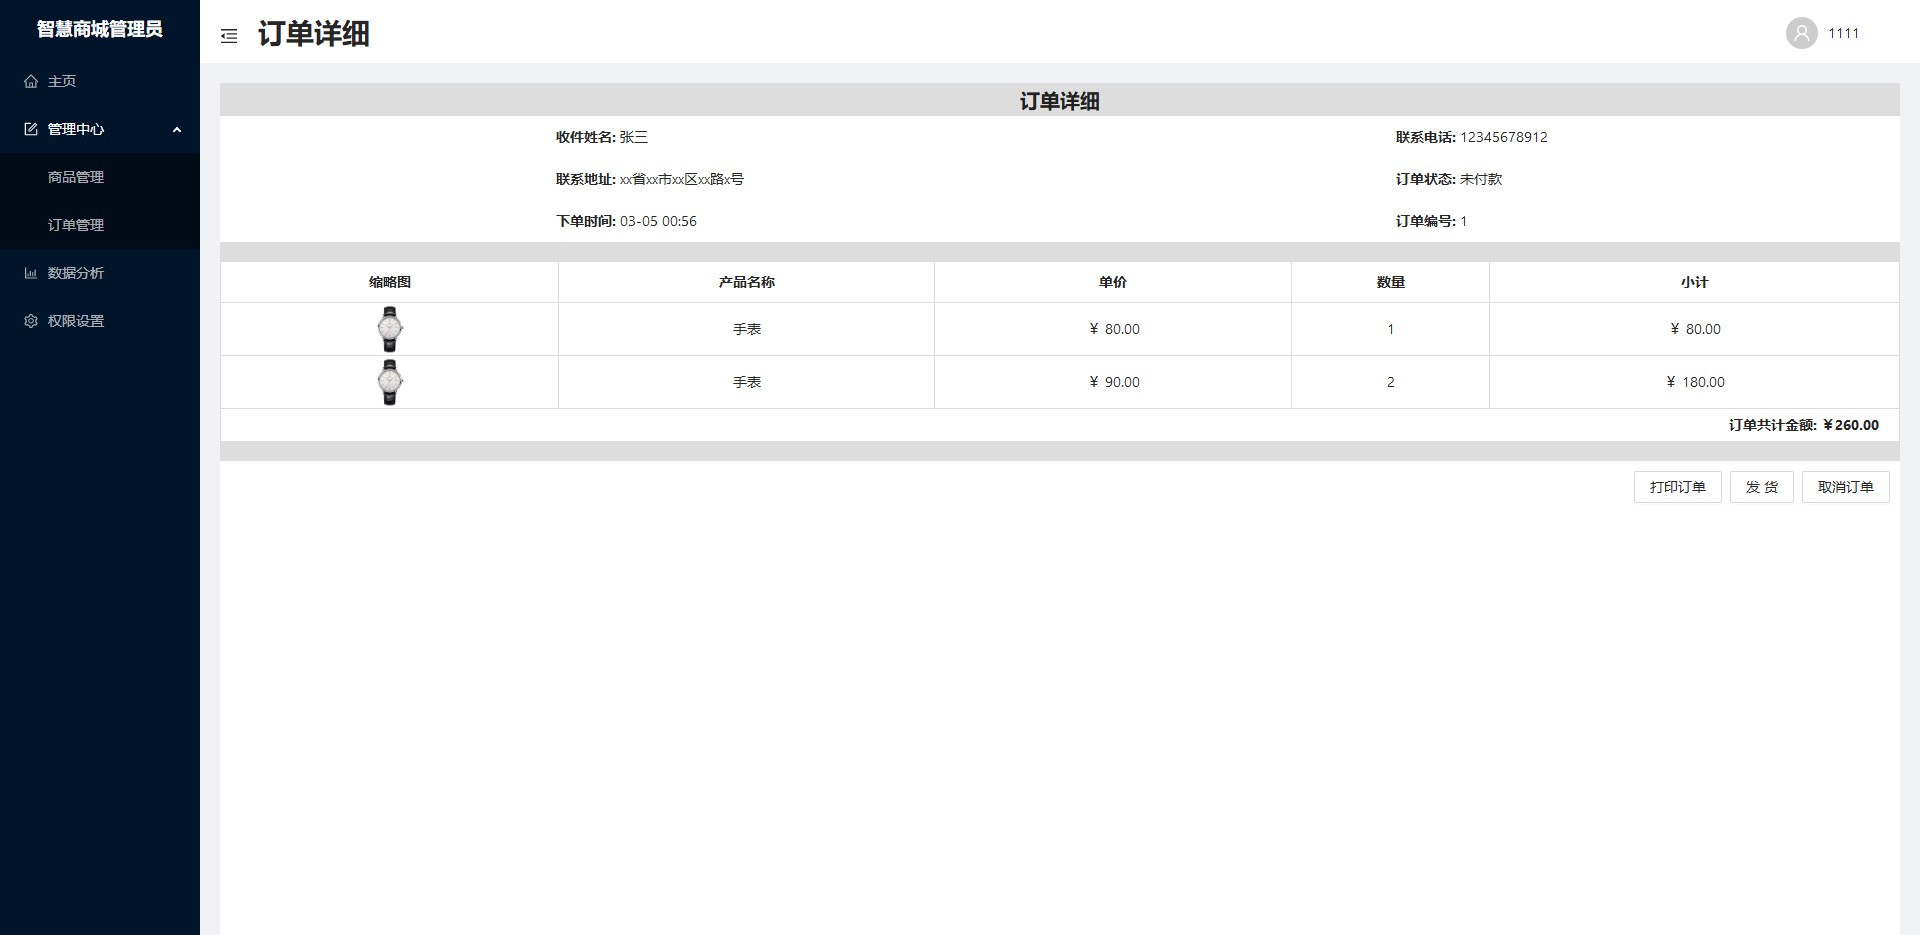 智慧商城管理员
主页
管理中心
商品管理
订单管理
数据分析
权限设置
订单详细
1111
订单详细
收件姓名: 张三 联系电话: 12345678912
联系地址: xx省xx市xx区xx路x号 订单状态: 未付款
下单时间: 03-05 00:56 订单编号: 1
缩略图 产品名称 单价 数量 小计
手表 ¥ 80.00 1 ¥ 80.00
手表 ¥ 90.00 2 ¥ 180.00
订单共计金额: ¥260.00
打印订单 发 货 取消订单